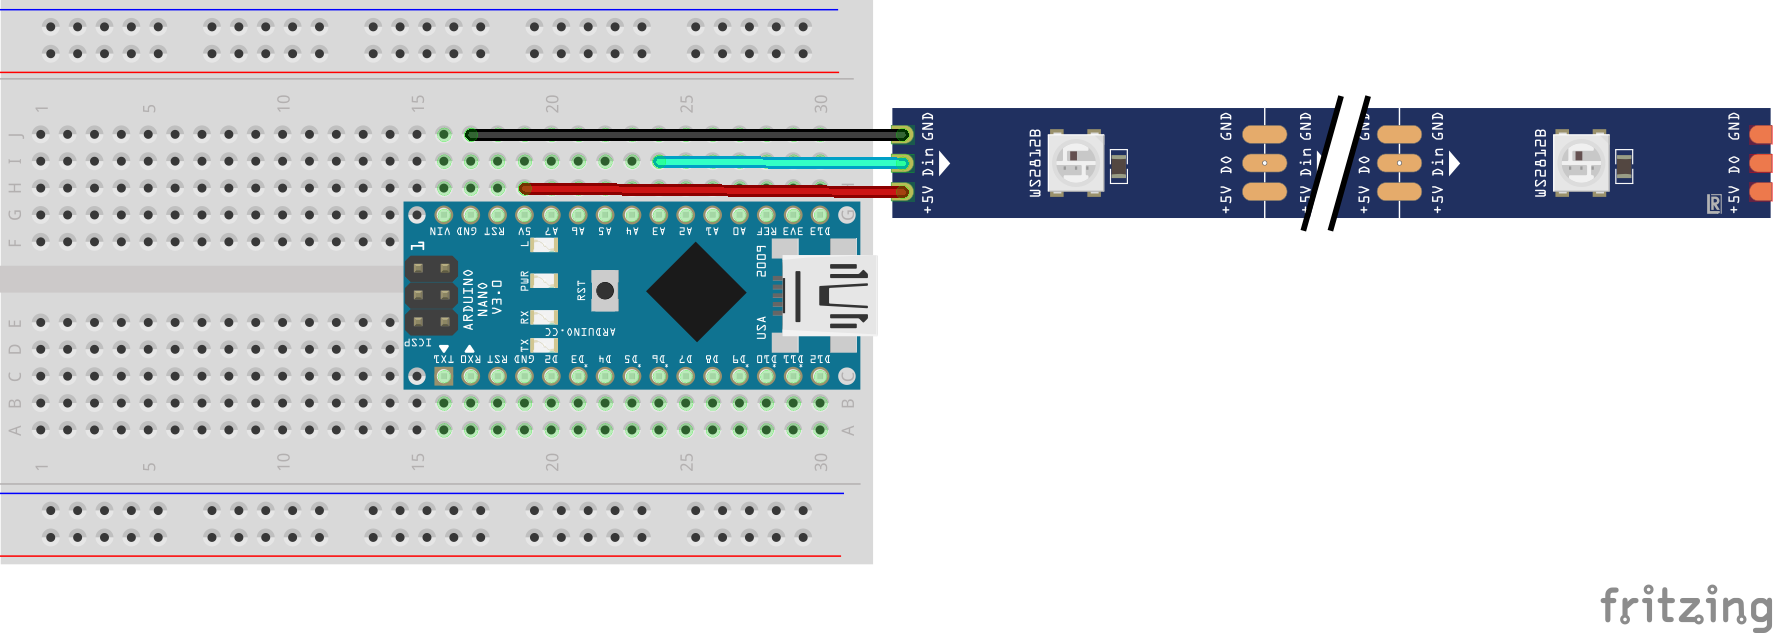 1 5 10 15 20 25 30
J
I
H
G
F
E
D
C
B
A
1 5 10 15 20 25 30
G
C
B
A
VIN GND RST 5V A7 A6 A5 A4 A3 A2 A1 A0 REF 3V3 D13
1
L
PWR
RX
TX
RST
ARDUINO
NANO
V3.0
ICSP
ARDUINO.CC
USA
TX1 RX0 RST GND D2 D3 D4 D5 D6 D7 D8 D9 D10 D11 D12
+5V Din GND
WS2812B
+5V DO GND
+5V Din GND
+5V DO GND
+5V Din GND
WS2812B
+5V DO GND
fritzing